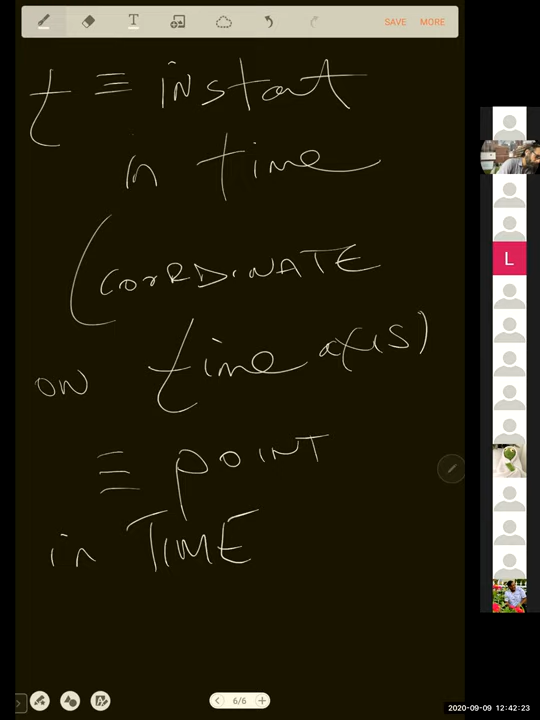 T
SAVE
MORE
t ≡ instant
in time
(COORDINATE
on time axis)
≡ POINT
in TIME
L
6/6
2020-09-09 12:42:23